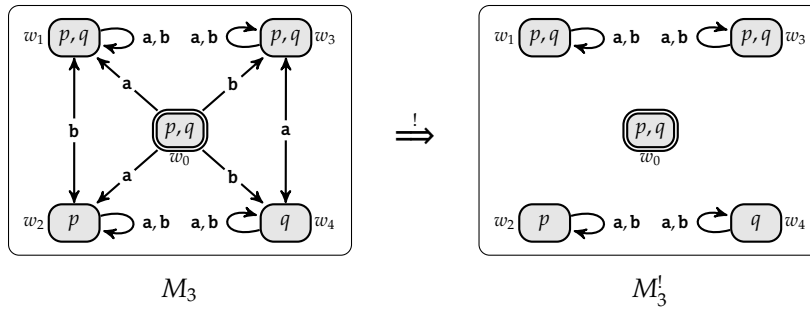 w₁ p, q a, b a, b p, q w₃ w₁ p, q a, b a, b p, q w₃
a b
b p, q a ⟹! p, q
w₀ w₀
a b
w₂ p a, b a, b q w₄ w₂ p a, b a, b q w₄
M₃ M₃!